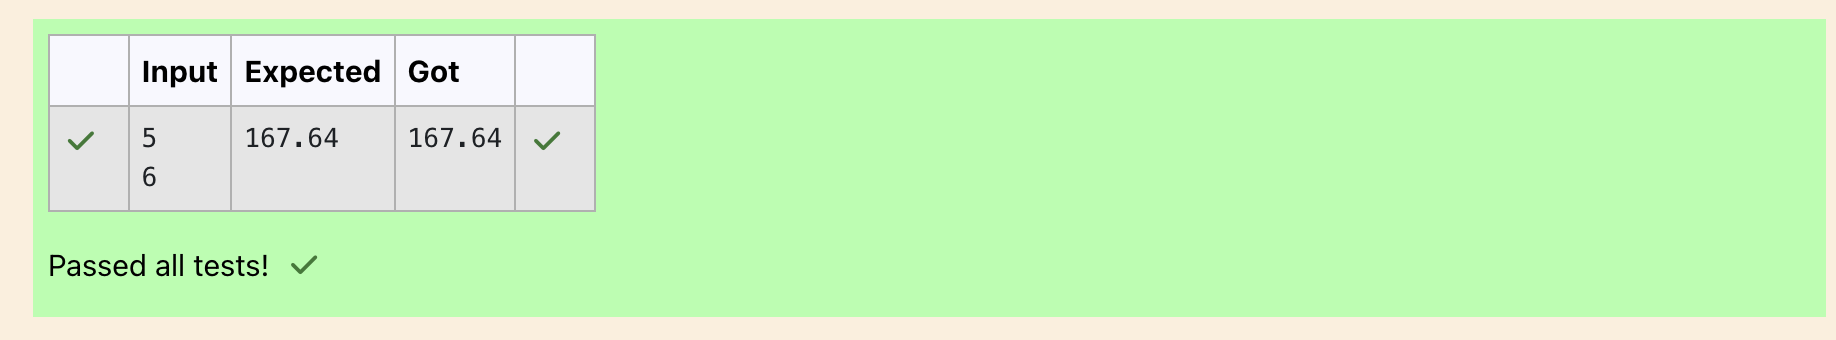 Input Expected Got
5 167.64 167.64
6
Passed all tests!